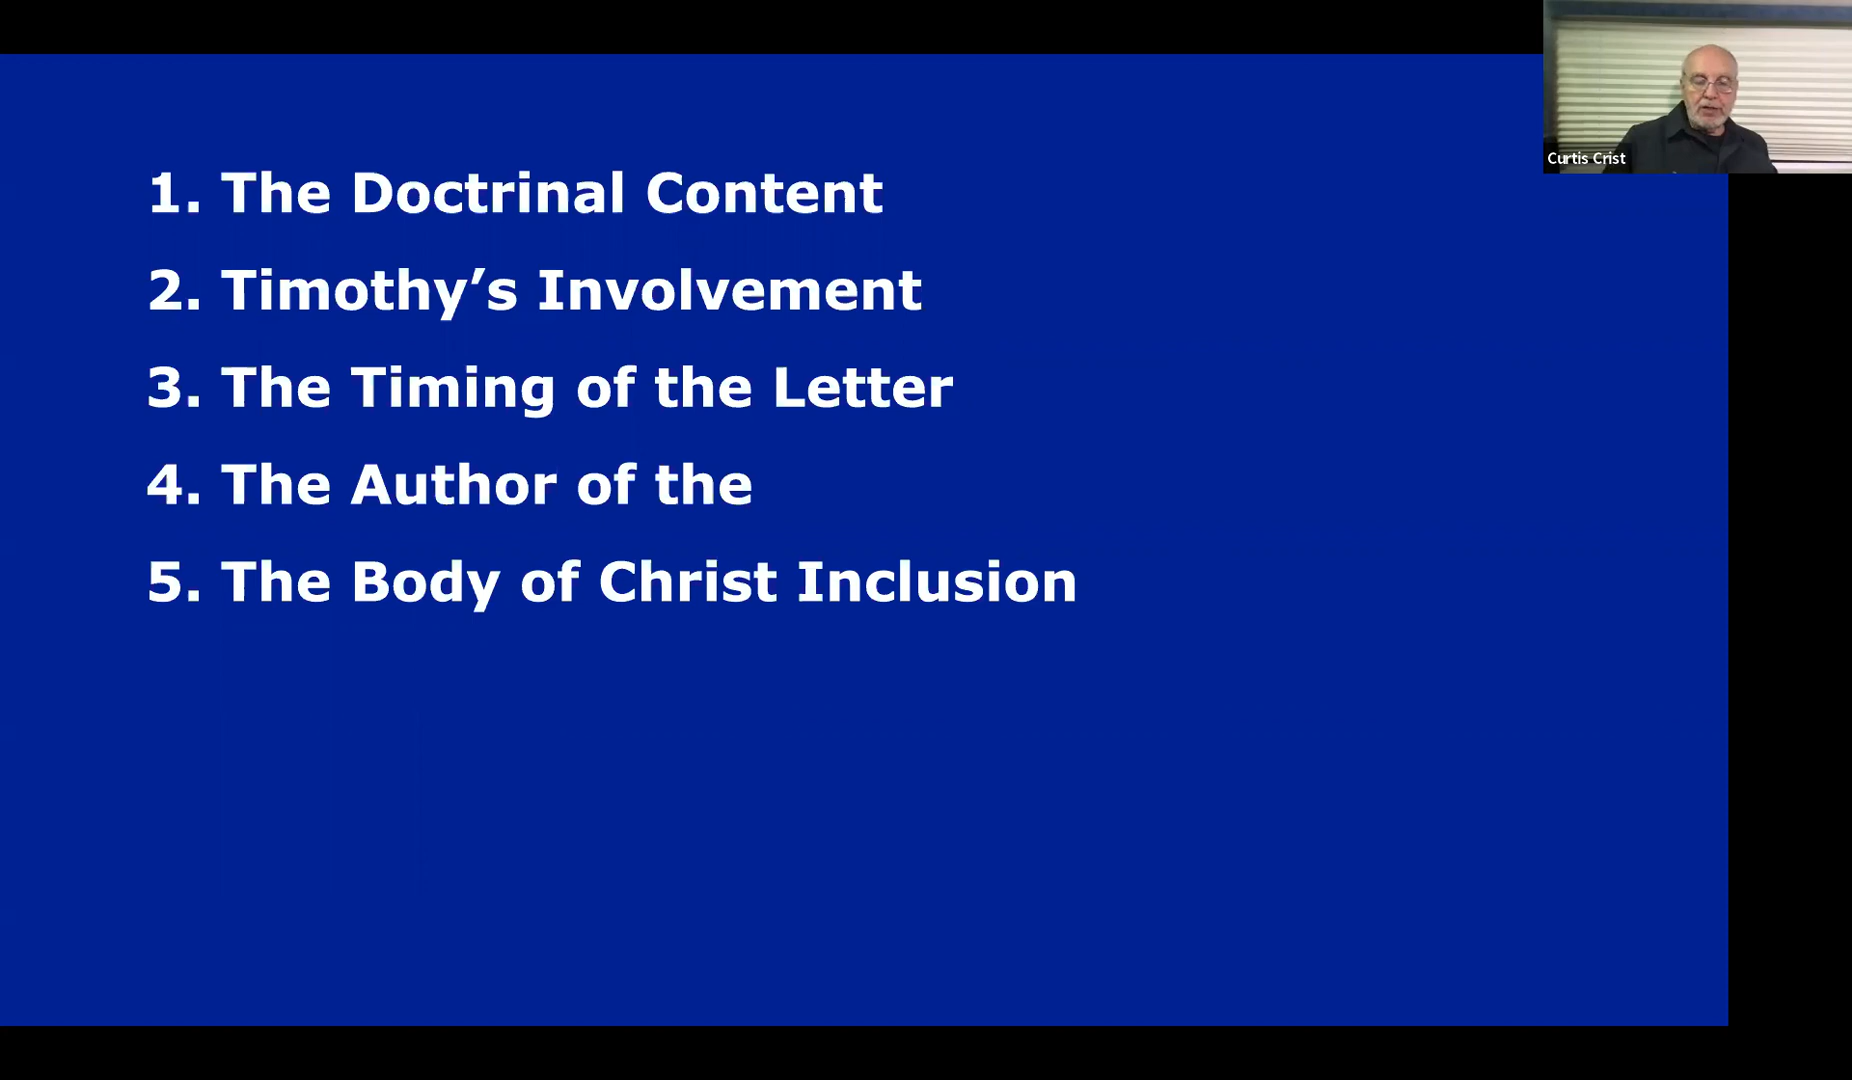 Curtis Crist
1. The Doctrinal Content
2. Timothy’s Involvement
3. The Timing of the Letter
4. The Author of the
5. The Body of Christ Inclusion